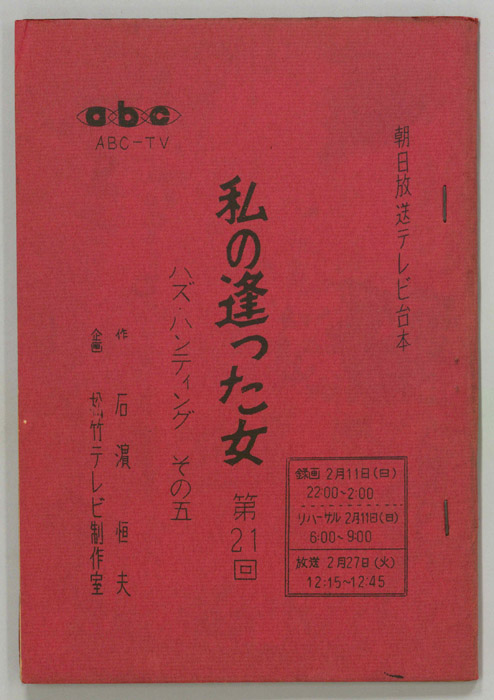 朝日放送テレビ台本
abc
ABC-TV
私の逢った女
第21回
ハズ・ハンティング その五
作 石濵恒夫
企画 松竹テレビ制作室
録画 2月11日(日)
22:00~2:00
リハーサル 2月11日(日)
6:00~9:00
放送 2月27日(火)
12:15~12:45